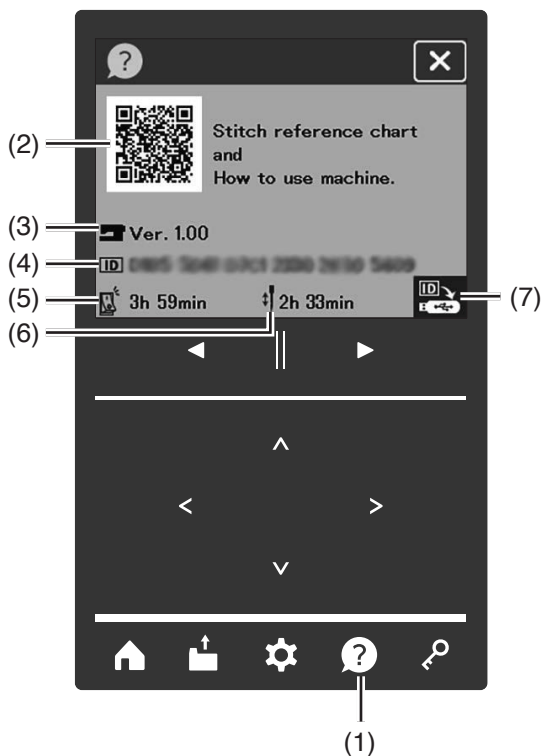 ?
(2)
Stitch reference chart
and
How to use machine.
(3)
Ver. 1.00
(4)
ID
(5)
3h 59min
2h 33min
ID
(7)
(6)
?
(1)